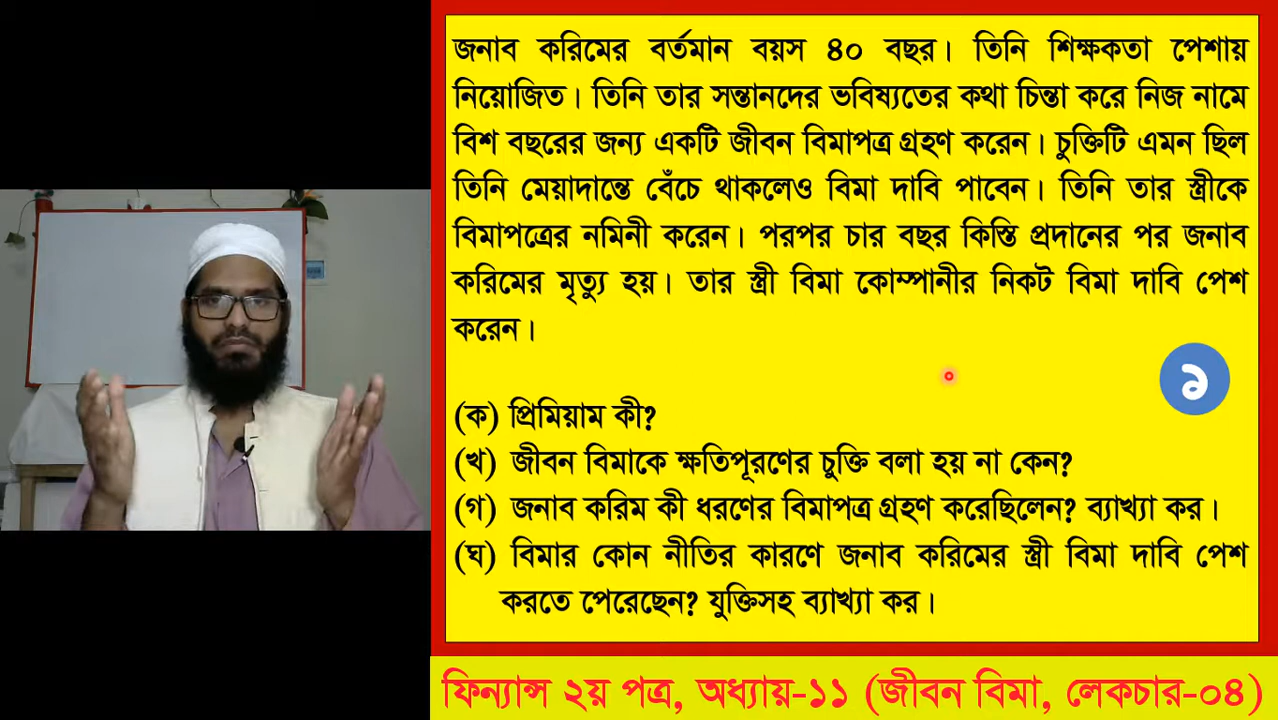 জনাব করিমের বর্তমান বয়স ৪০ বছর। তিনি শিক্ষকতা পেশায়
নিয়োজিত। তিনি তার সন্তানদের ভবিষ্যতের কথা চিন্তা করে নিজ নামে
বিশ বছরের জন্য একটি জীবন বিমাপত্র গ্রহণ করেন। চুক্তিটি এমন ছিল
তিনি মেয়াদান্তে বেঁচে থাকলেও বিমা দাবি পাবেন। তিনি তার স্ত্রীকে
বিমাপত্রের নমিনী করেন। পরপর চার বছর কিস্তি প্রদানের পর জনাব
করিমের মৃত্যু হয়। তার স্ত্রী বিমা কোম্পানীর নিকট বিমা দাবি পেশ
করেন।
১
(ক) প্রিমিয়াম কী?
(খ) জীবন বিমাকে ক্ষতিপূরণের চুক্তি বলা হয় না কেন?
(গ) জনাব করিম কী ধরণের বিমাপত্র গ্রহণ করেছিলেন? ব্যাখ্যা কর।
(ঘ) বিমার কোন নীতির কারণে জনাব করিমের স্ত্রী বিমা দাবি পেশ
করতে পেরেছেন? যুক্তিসহ ব্যাখ্যা কর।
ফিন্যান্স ২য় পত্র, অধ্যায়-১১ (জীবন বিমা, লেকচার-০৪)